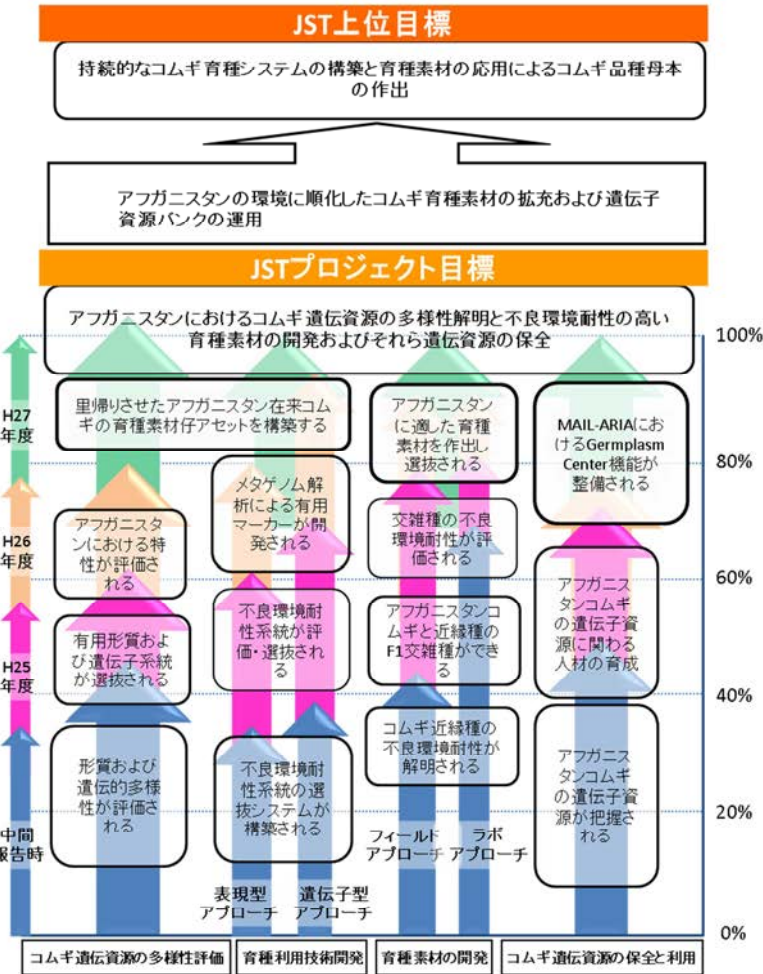 JST上位目標
持続的なコムギ育種システムの構築と育種素材の応用によるコムギ品種母本
の作出
アフガニスタンの環境に順化したコムギ育種素材の拡充および遺伝子
資源バンクの運用
JSTプロジェクト目標
アフガニスタンにおけるコムギ遺伝資源の多様性解明と不良環境耐性の高い
育種素材の開発およびそれら遺伝資源の保全
100%
里帰りさせたアフガニスタン在来コム
ギの育種素材仔アセットを構築する
アフガニスタン
に適した育種
素材を作出し
選抜される
MAIL-ARIAにお
けるGermplasm
Center機能が
整備される
H27
年度
80%
メタゲノム解
析による有用
マーカーが開
発される
アフガニスタ
ンにおける特
性が評価さ
れる
交雑種の不良
環境耐性が評
価される
H26
年度
60%
アフガニス
タンコムギ
の遺伝子資
源に関わる
人材の育成
有用形質お
よび遺伝子系統
が選抜される
不良環境耐
性系統が評
価・選抜され
る
アフガニスタンコ
ムギと近縁種の
F1交雑種ができ
る
H25
年度
40%
コムギ近縁種の
不良環境耐性が
解明される
形質および
遺伝的多様
性が評価さ
れる
不良環境耐
性系統の選
抜システムが
構築される
アフガニス
タンコムギ
の遺伝子資
源が把握さ
れる
20%
中間
報告時
フィールド
アプローチ
ラボ
アプローチ
表現型
アプローチ
遺伝子型
アプローチ
0%
コムギ遺伝資源の多様性評価
育種利用技術開発
育種素材の開発
コムギ遺伝資源の保全と利用